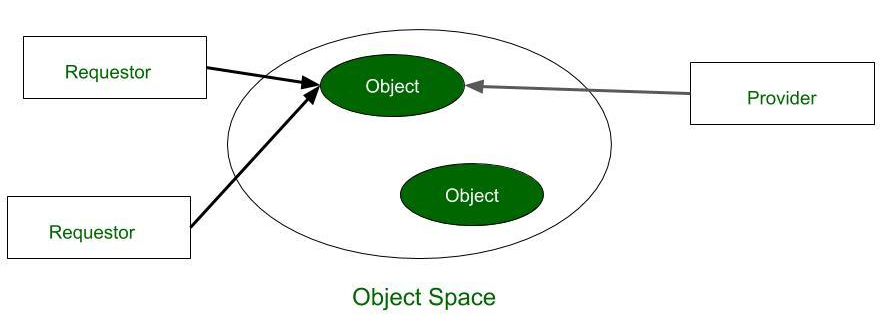 Requestor
Object
Provider
Object
Requestor
Object Space